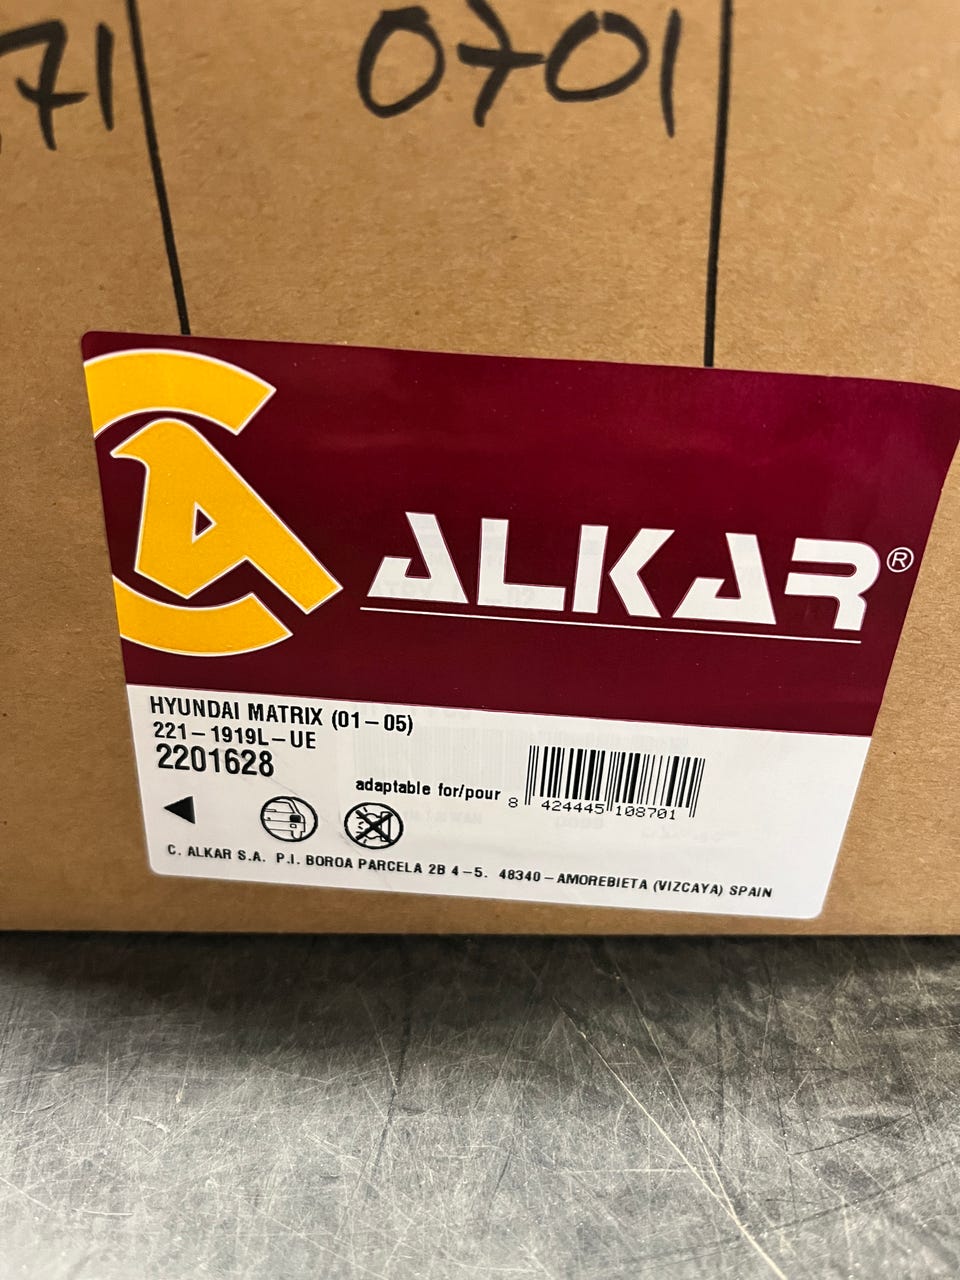 71
0701
ALKAR®
HYUNDAI MATRIX (01-05)
221-1919L-UE
2201628
adaptable for/pour
8 424445 108701
C. ALKAR S.A. P.I. BOROA PARCELA 2B 4-5. 48340-AMOREBIETA (VIZCAYA) SPAIN